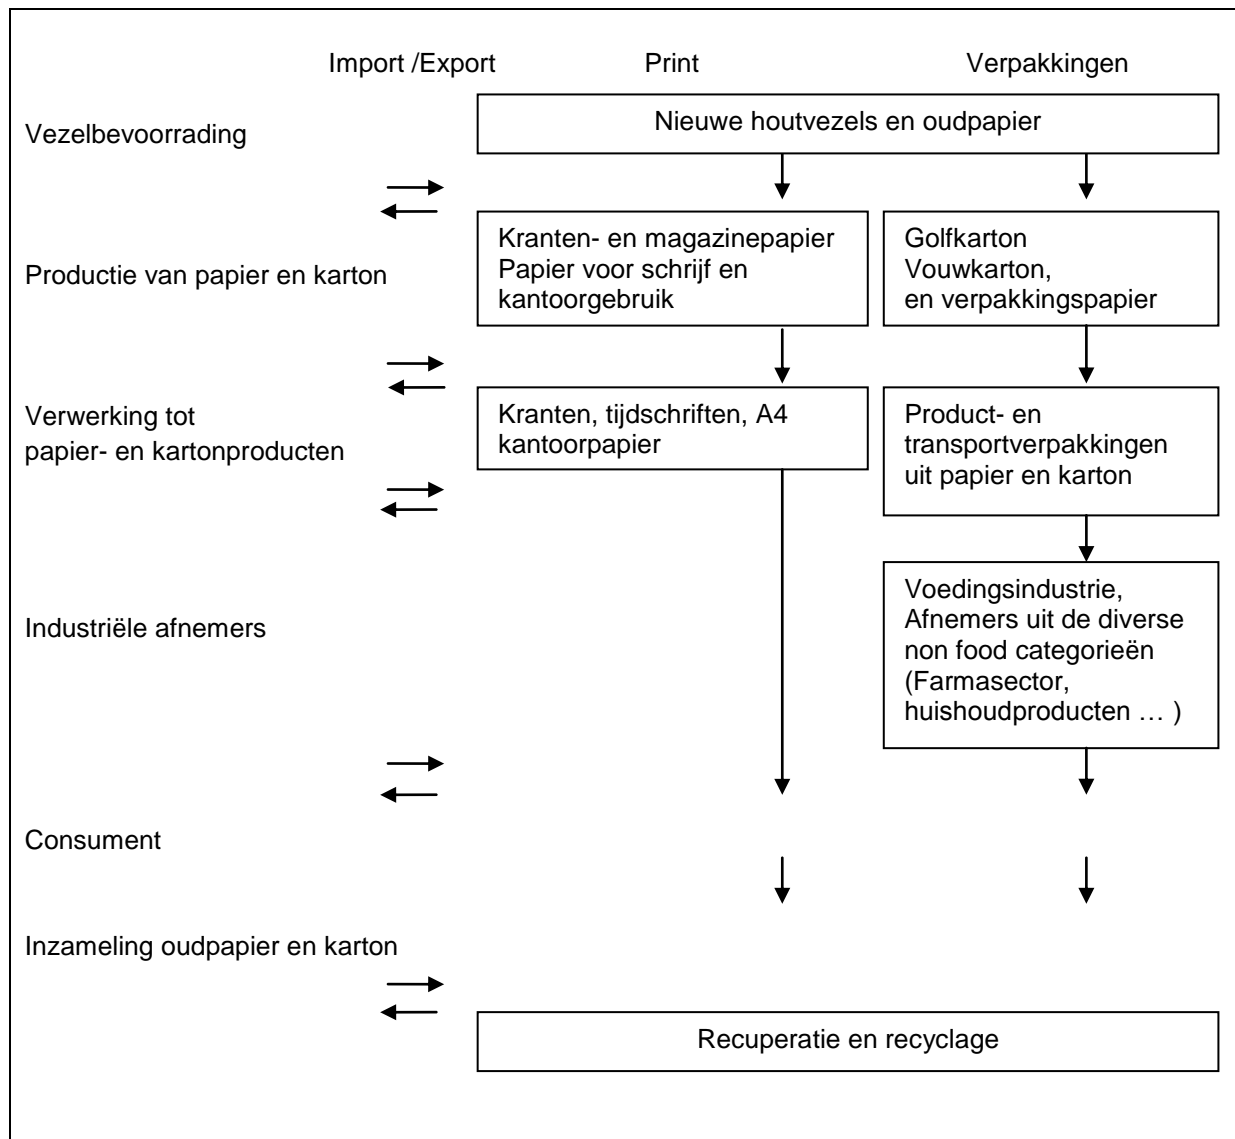 Import /Export
Print
Verpakkingen
Vezelbevoorrading
Nieuwe houtvezels en oudpapier
Productie van papier en karton
Kranten- en magazinepapier
Papier voor schrijf en
kantoorgebruik
Golfkarton
Vouwkarton,
en verpakkingspapier
Verwerking tot
papier- en kartonproducten
Kranten, tijdschriften, A4
kantoorpapier
Product- en
transportverpakkingen
uit papier en karton
Industriële afnemers
Voedingsindustrie,
Afnemers uit de diverse
non food categorieën
(Farmasector,
huishoudproducten … )
Consument
Inzameling oudpapier en karton
Recuperatie en recyclage